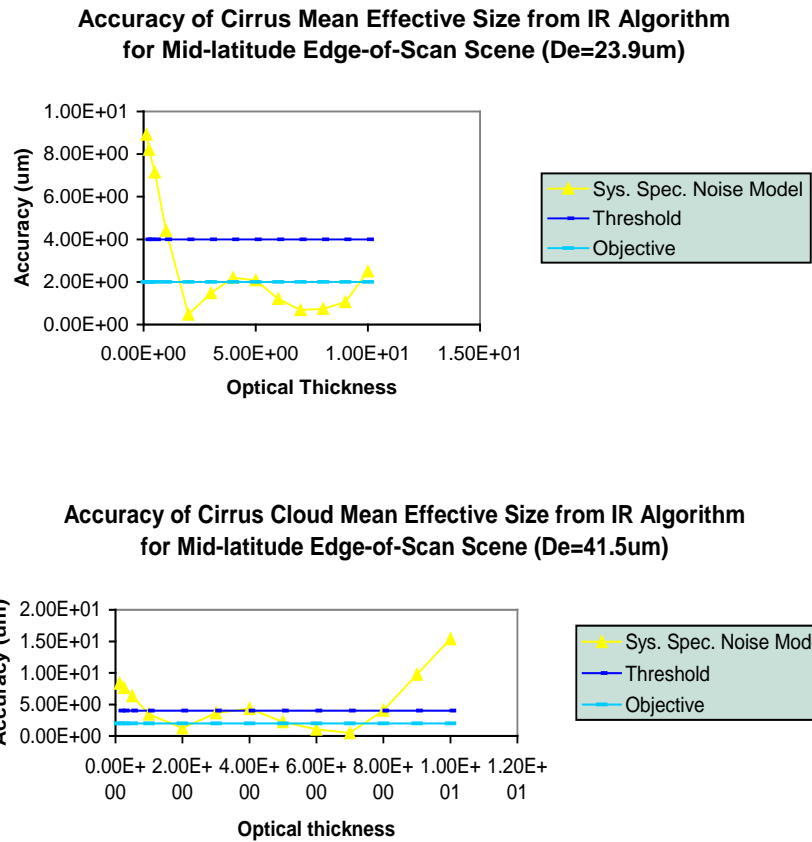 Accuracy of Cirrus Mean Effective Size from IR Algorithm
for Mid-latitude Edge-of-Scan Scene (De=23.9um)
1.00E+01
8.00E+00
6.00E+00
4.00E+00
2.00E+00
0.00E+00
Accuracy (um)
0.00E+00 5.00E+00 1.00E+01 1.50E+01
Optical Thickness
Sys. Spec. Noise Model
Threshold
Objective
Accuracy of Cirrus Cloud Mean Effective Size from IR Algorithm
for Mid-latitude Edge-of-Scan Scene (De=41.5um)
2.00E+01
1.50E+01
1.00E+01
5.00E+00
0.00E+00
Accuracy (um)
0.00E+ 2.00E+ 4.00E+ 6.00E+ 8.00E+ 1.00E+ 1.20E+
00 00 00 00 00 01 01
Optical thickness
Sys. Spec. Noise Mod
Threshold
Objective